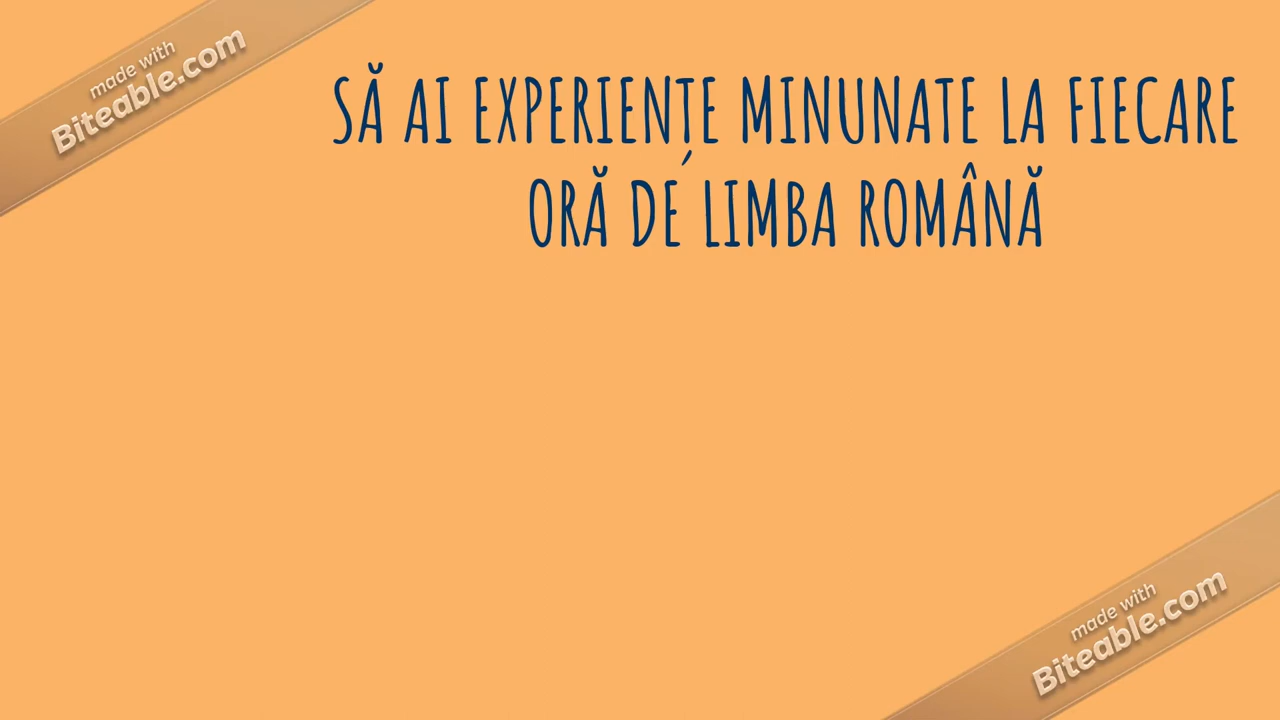 made with
Biteable.com
SĂ AI EXPERIENȚE MINUNATE LA FIECARE
ORĂ DE LIMBA ROMÂNĂ
made with
Biteable.com